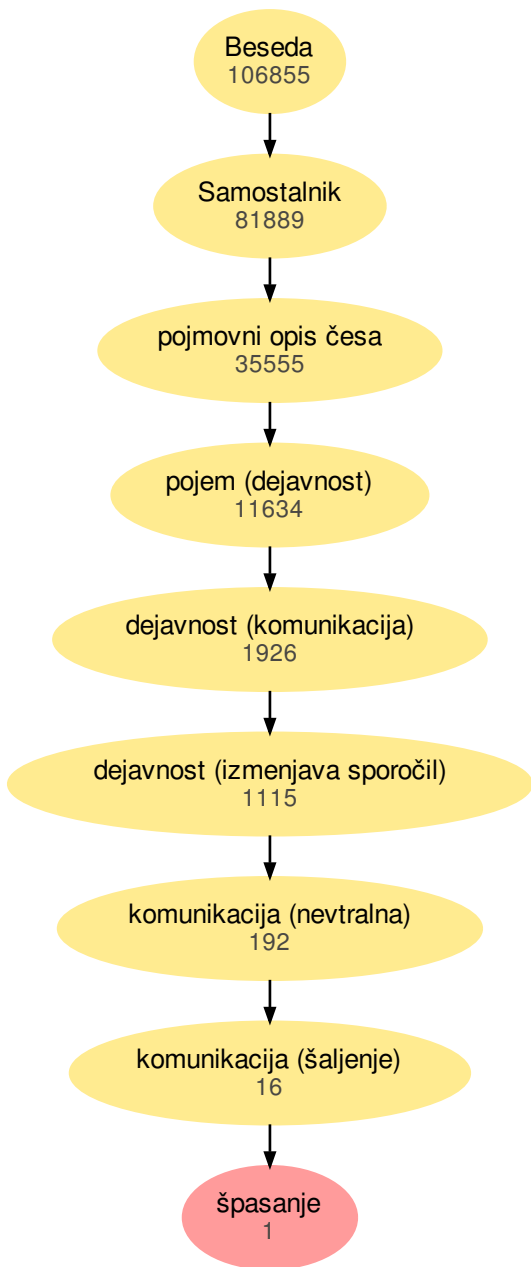 Beseda
106855
Samostalnik
81889
pojmovni opis česa
35555
pojem (dejavnost)
11634
dejavnost (komunikacija)
1926
dejavnost (izmenjava sporočil)
1115
komunikacija (nevtralna)
192
komunikacija (šaljenje)
16
špasanje
1